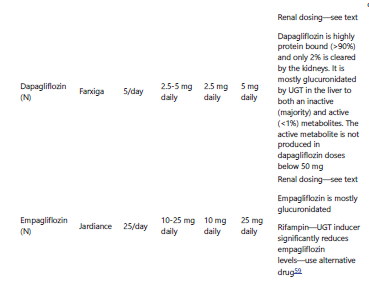 Renal dosing—see text
Dapagliflozin is highly
protein bound (>90%)
and only 2% is cleared
by the kidneys. It is
mostly glucuronidated
by UGT in the liver to
both an inactive
(majority) and active
(<1%) metabolites. The
active metabolite is not
produced in
dapagliflozin doses
below 50 mg
Dapagliflozin
(N)
Farxiga
5/day
2.5-5 mg
daily
2.5 mg
daily
5 mg
daily
Renal dosing—see text
Empagliflozin is mostly
glucuronidated
Rifampin—UGT inducer
significantly reduces
empagliflozin
levels—use alternative
drug59
Empagliflozin
(N)
Jardiance
25/day
10-25 mg
daily
10 mg
daily
25 mg
daily